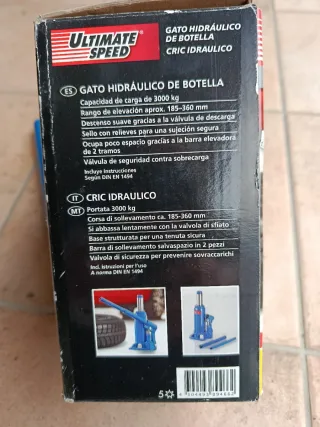 ULTIMATE SPEED®
GATO HIDRÁULICO
DE BOTELLA
CRIC IDRAULICO
ES GATO HIDRÁULICO DE BOTELLA
Capacidad de carga de 3000 kg
Rango de elevación aprox. 185-360 mm
Descenso suave gracias a la válvula de descarga
Sello con relieves para una sujeción segura
Ocupa poco espacio gracias a la barra elevadora
de 2 tramos
Válvula de seguridad contra sobrecarga
Incluye instrucciones
Según DIN EN 1494
IT CRIC IDRAULICO
MT Portata 3000 kg
Corsa di sollevamento ca. 185-360 mm
Si abbassa lentamente con la valvola di sfiato
Base strutturata per una tenuta sicura
Barra di sollevamento salvaspazio in 2 pezzi
Valvola di sicurezza per prevenire sovraccarichi
Incl. istruzioni per l'uso
A norma DIN EN 1494
5